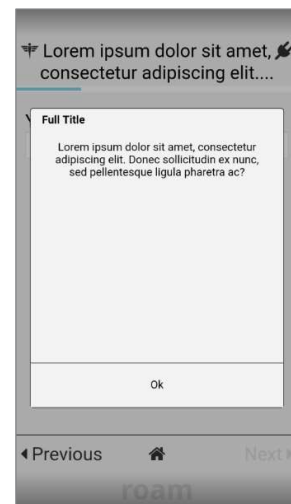 Lorem ipsum dolor sit amet,
consectetur adipiscing elit....
Full Title
Lorem ipsum dolor sit amet, consectetur
adipiscing elit. Donec sollicitudin ex nunc,
sed pellentesque ligula pharetra ac?
Ok
Previous
Next
roam